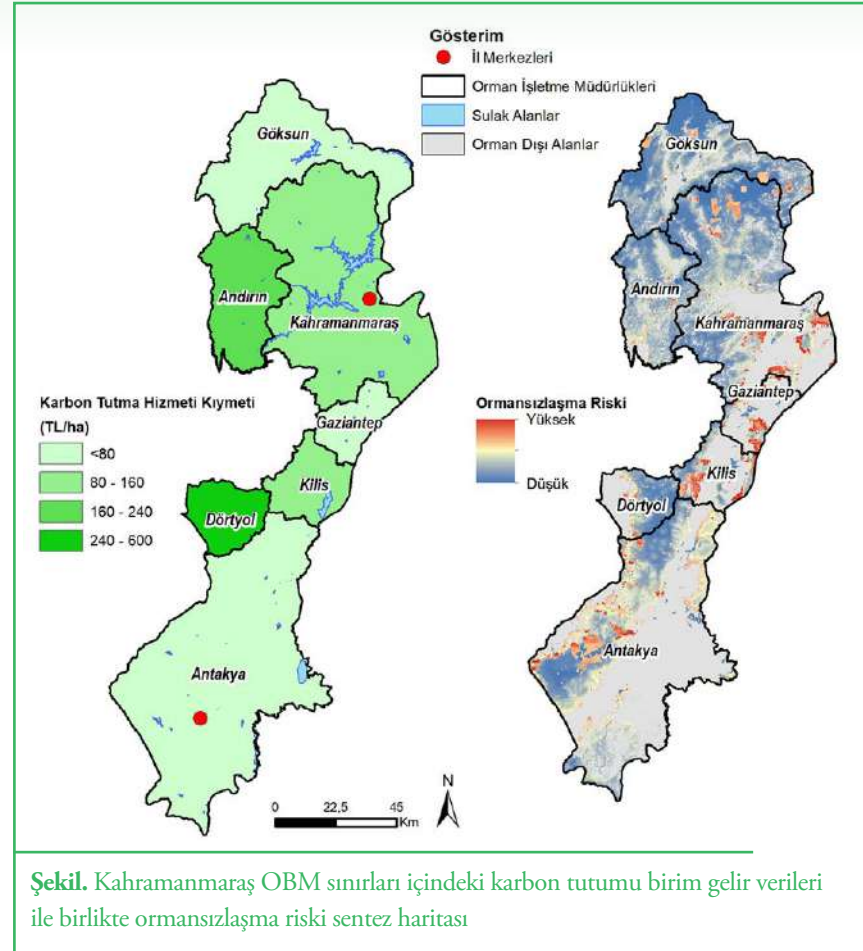 Gösterim
İl Merkezleri
Orman İşletme Müdürlükleri
Sulak Alanlar
Orman Dışı Alanlar
Göksun
Andırın
Kahramanmaraş
Gaziantep
Kilis
Dörtyol
Antakya
Karbon Tutma Hizmeti Kıymeti
(TL/ha)
<80
80 - 160
160 - 240
240 - 600
Göksun
Andırın
Kahramanmaraş
Gaziantep
Kilis
Dörtyol
Antakya
Ormansızlaşma Riski
Yüksek
Düşük
N
0 22,5 45
Km
Şekil. Kahramanmaraş OBM sınırları içindeki karbon tutumu birim gelir verileri
ile birlikte ormansızlaşma riski sentez haritası